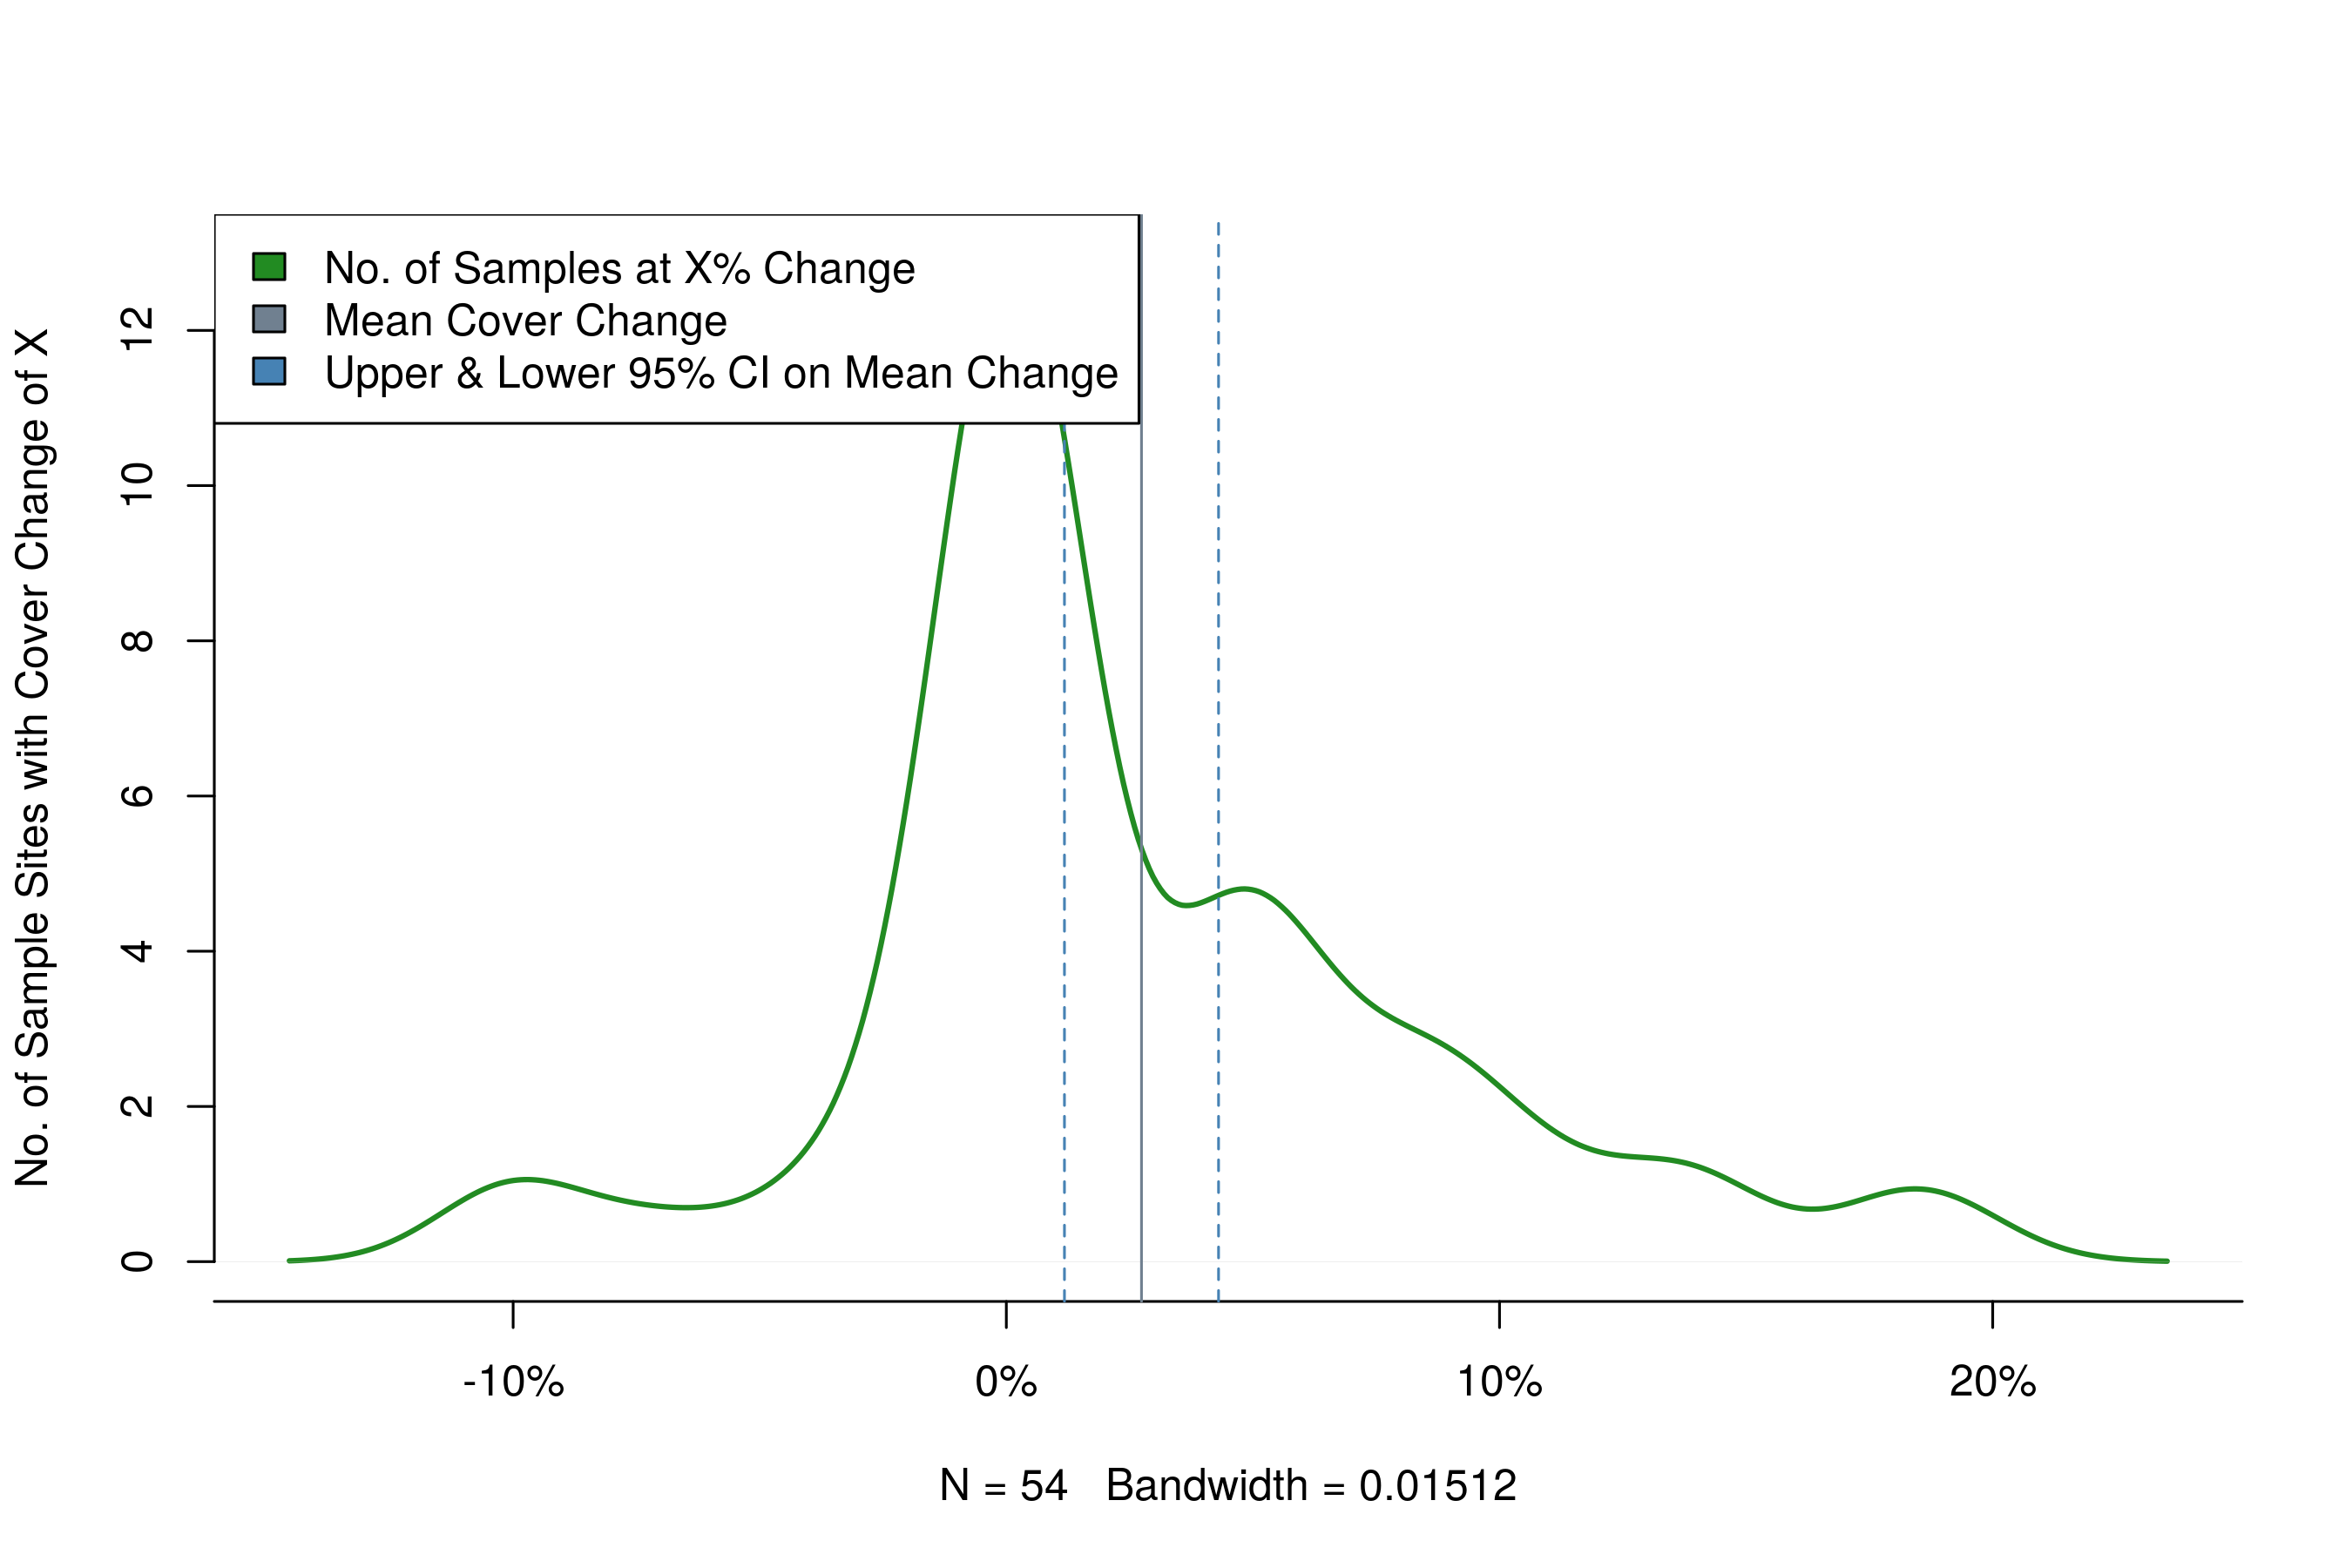 No. of Samples at X% Change
Mean Cover Change
Upper & Lower 95% CI on Mean Change
No. of Sample Sites with Cover Change of X
12
10
8
6
4
2
0
-10% 0% 10% 20%
N = 54 Bandwidth = 0.01512